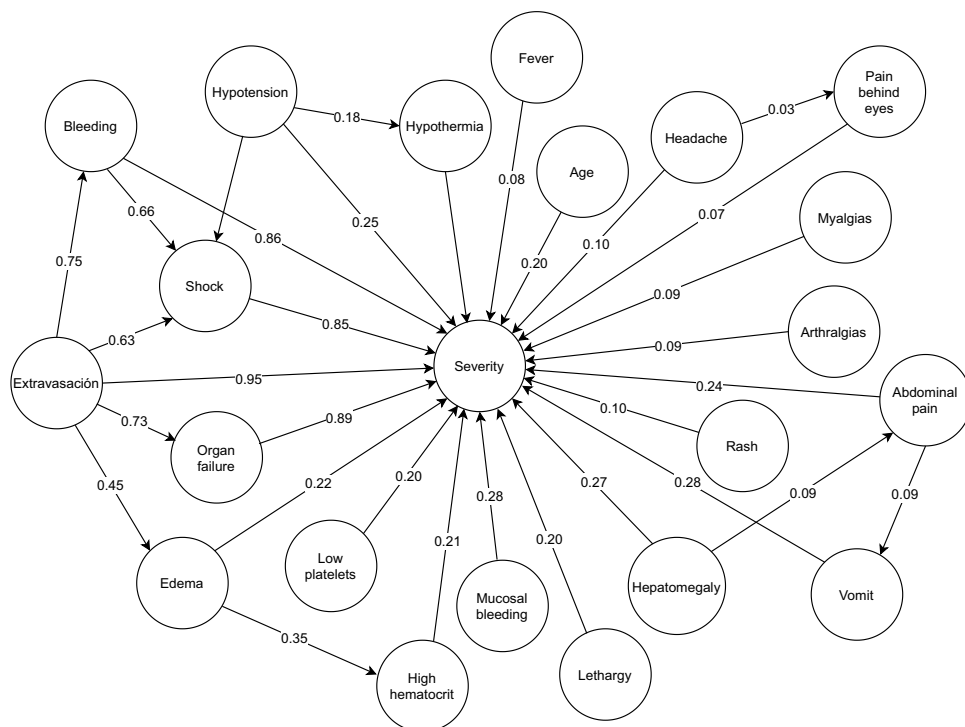 Fever
Hypotension
Pain
behind
eyes
Bleeding
0.18
Hypothermia
Headache
0.03
0.08
Age
0.66
0.25
0.10
0.07
Myalgias
0.86
0.75
0.20
Shock
0.09
0.63
0.85
0.09
Arthralgias
Extravasación
0.95
Severity
0.24
Abdominal
pain
0.73
0.89
0.10
Organ
failure
Rash
0.45
0.22
0.20
0.28
0.27
0.28
0.09
0.09
0.21
0.20
Edema
Low
platelets
Mucosal
bleeding
Hepatomegaly
Vomit
0.35
High
hematocrit
Lethargy